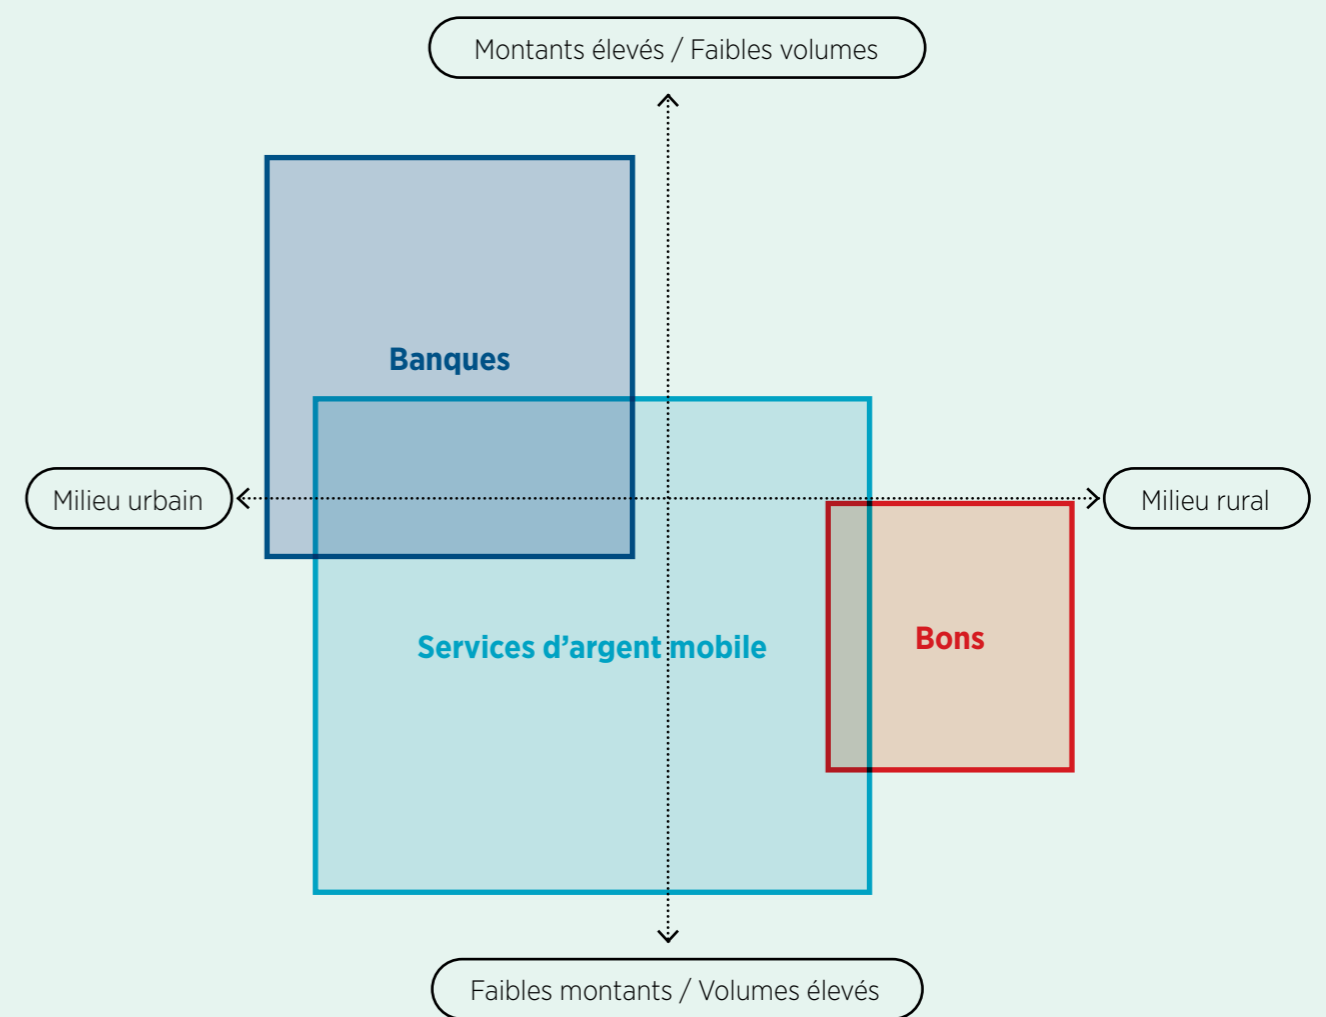 Montants élevés / Faibles volumes
Banques
Milieu urbain
Milieu rural
Services d’argent mobile
Bons
Faibles montants / Volumes élevés